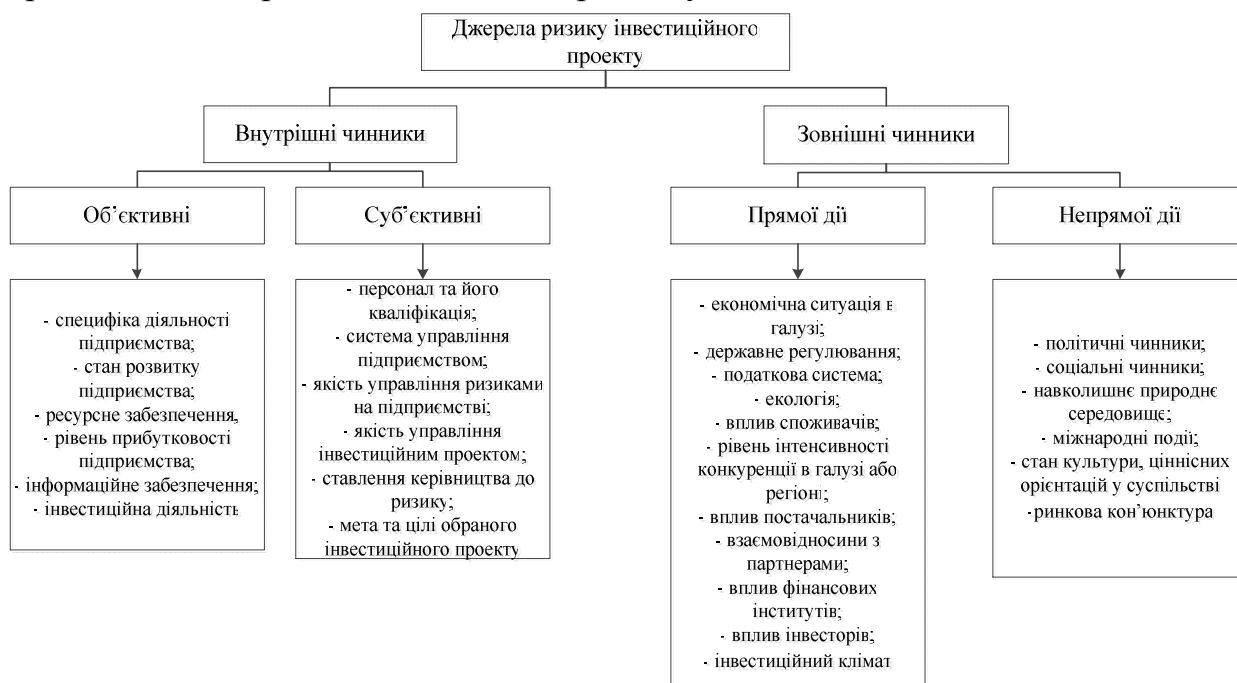 Джерела ризику інвестиційного
проекту
Внутрішні чинники
Зовнішні чинники
Об’єктивні
Суб’єктивні
Прямої дії
Непрямої дії
- специфіка діяльності
підприємства;
- стан розвитку
підприємства;
- ресурсне забезпечення,
- рівень прибутковості
підприємства;
- інформаційне забезпечення;
- інвестиційна діяльність
- персонал та його
кваліфікація;
- система управління
підприємством;
- якість управління ризиками
на підприємстві;
- якість управління
інвестиційним проектом;
- ставлення керівництва до
ризику;
- мета та цілі обраного
інвестиційного проекту
- економічна ситуація в
галузі;
- державне регулювання;
- податкова система;
- екологія;
- вплив споживачів;
- рівень інтенсивності
конкуренції в галузі або
регіоні;
- вплив постачальників;
- взаємовідносини з
партнерами;
- вплив фінансових
інститутів;
- вплив інвесторів;
- інвестиційний клімат
- політичні чинники;
- соціальні чинники;
- навколишнє природнє
середовище;
- міжнародні події;
- стан культури, ціннісних
орієнтацій у суспільстві
- ринкова кон’юнктура